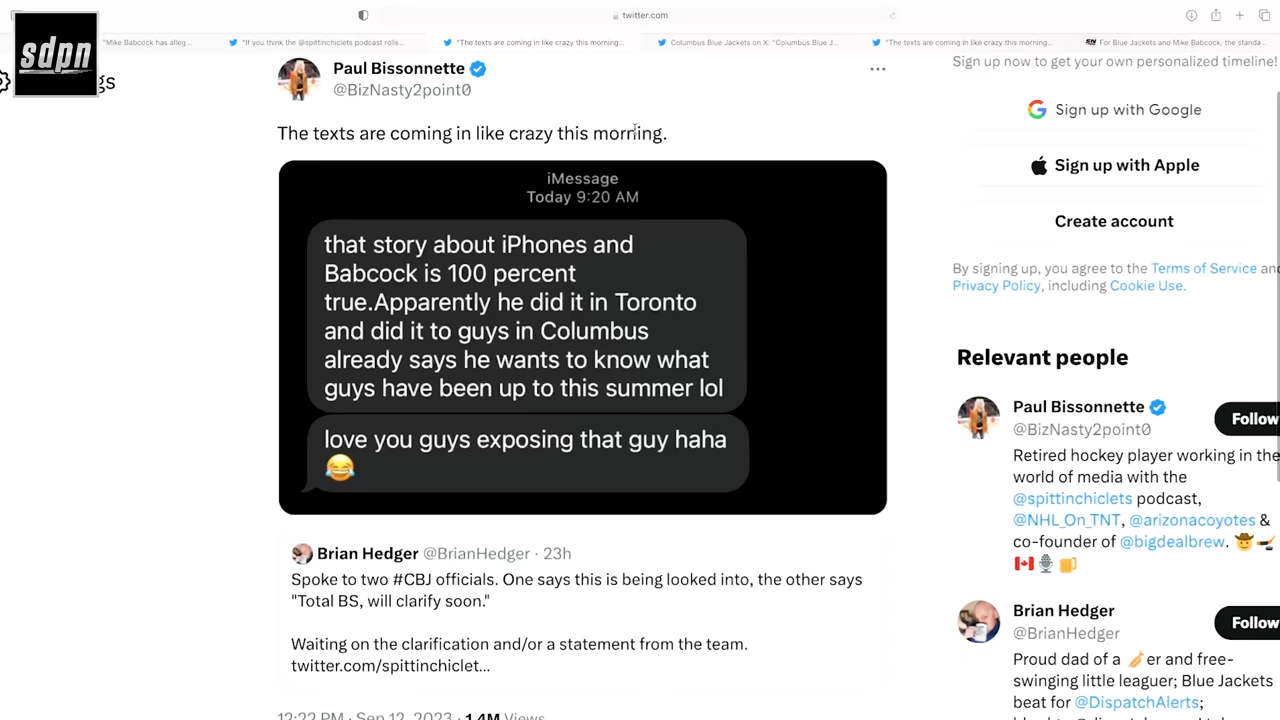 twitter.com
sdpn
"Mike Babcock has alleg...
"If you think the @spittinchiclets podcast rolls...
"The texts are coming in like crazy this morning...
Columbus Blue Jackets on X: "Columbus Blue J...
"The texts are coming in like crazy this morning...
For Blue Jackets and Mike Babcock, the standa...
gs
Paul Bissonnette
@BizNasty2point0
The texts are coming in like crazy this morning.
iMessage
Today 9:20 AM
that story about iPhones and
Babcock is 100 percent
true.Apparently he did it in Toronto
and did it to guys in Columbus
already says he wants to know what
guys have been up to this summer lol
love you guys exposing that guy haha
😂
Brian Hedger @BrianHedger · 23h
Spoke to two #CBJ officials. One says this is being looked into, the other says
"Total BS, will clarify soon."
Waiting on the clarification and/or a statement from the team.
twitter.com/spittinchiclet...
12:22 PM · Sep 12, 2023 · 1.4M Views
Sign up now to get your own personalized timeline!
Sign up with Google
Sign up with Apple
Create account
By signing up, you agree to the Terms of Service and
Privacy Policy, including Cookie Use.
Relevant people
Paul Bissonnette
@BizNasty2point0
Follow
Retired hockey player working in the
world of media with the
@spittinchiclets podcast,
@NHL_On_TNT, @arizonacoyotes &
co-founder of @bigdealbrew.
Brian Hedger
@BrianHedger
Follow
Proud dad of a 🎺er and free-
swinging little leaguer; Blue Jackets
beat for @DispatchAlerts;